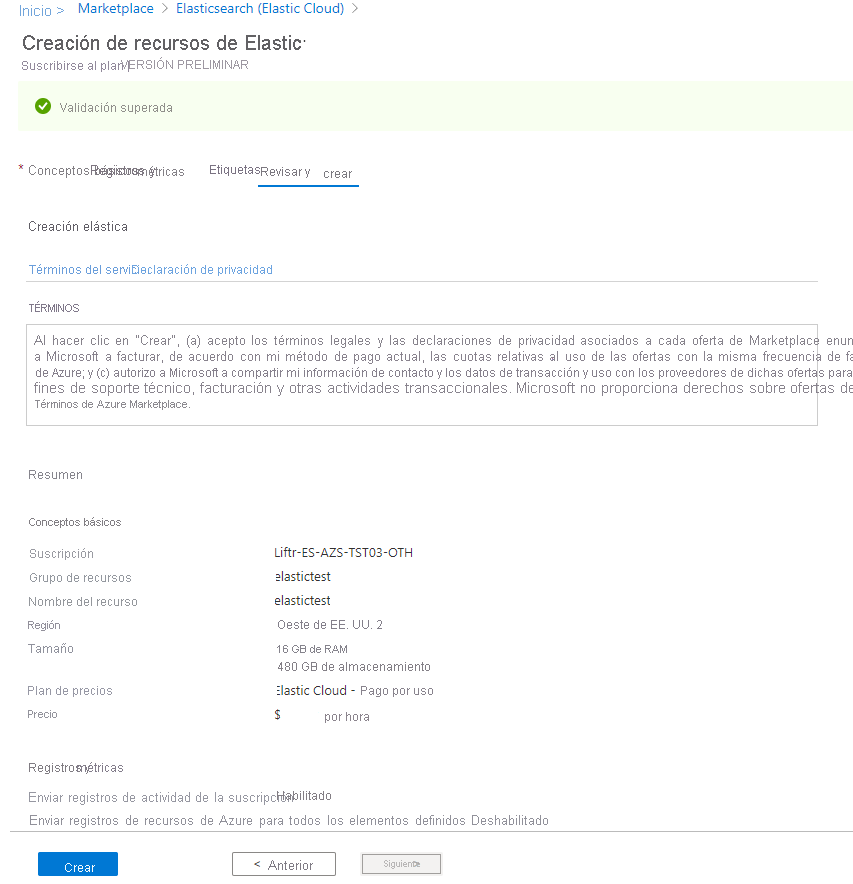 Inicio > Marketplace > Elasticsearch (Elastic Cloud) >
Creación de recursos de Elastic
Suscribirse al plan VERSIÓN PRELIMINAR
Validación superada
* Conceptos básicos Registros y métricas Etiquetas Revisar y crear
Creación elástica
Términos del servicio Declaración de privacidad
TÉRMINOS
Al hacer clic en "Crear", (a) acepto los términos legales y las declaraciones de privacidad asociados a cada oferta de Marketplace enun
a Microsoft a facturar, de acuerdo con mi método de pago actual, las cuotas relativas al uso de las ofertas con la misma frecuencia de fa
de Azure; y (c) autorizo a Microsoft a compartir mi información de contacto y los datos de transacción y uso con los proveedores de dichas ofertas para
fines de soporte técnico, facturación y otras actividades transaccionales. Microsoft no proporciona derechos sobre ofertas de
Términos de Azure Marketplace.
Resumen
Conceptos básicos
Suscripción Liftr-ES-AZS-TST03-OTH
Grupo de recursos elastictest
Nombre del recurso elastictest
Región Oeste de EE. UU. 2
Tamaño 16 GB de RAM
480 GB de almacenamiento
Plan de precios Elastic Cloud - Pago por uso
Precio $ por hora
Registros y métricas
Enviar registros de actividad de la suscripción Habilitado
Enviar registros de recursos de Azure para todos los elementos definidos Deshabilitado
Crear < Anterior Siguiente